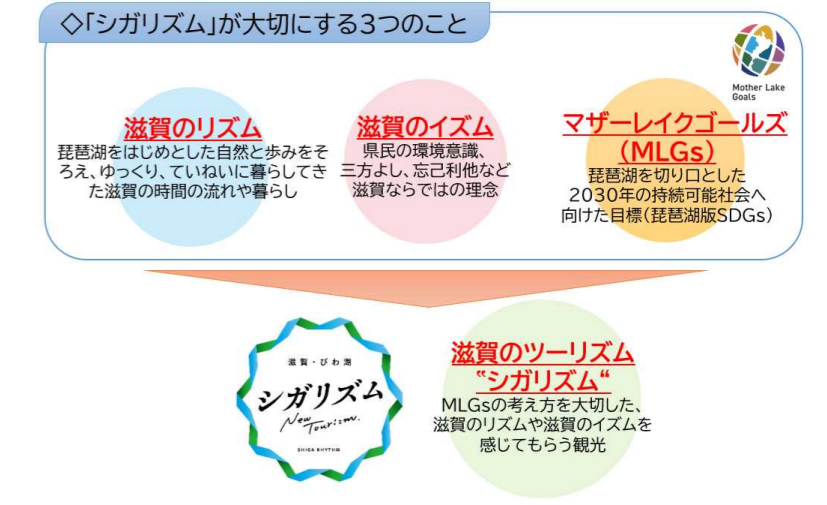 ◇「シガリズム」が大切にする3つのこと
Mother Lake
Goals
滋賀のリズム
琵琶湖をはじめとした自然と歩みをそ
ろえ、ゆっくり、ていねいに暮らしてき
た滋賀の時間の流れや暮らし
滋賀のイズム
県民の環境意識、
三方よし、忘己利他など
滋賀ならではの理念
マザーレイクゴールズ
(MLGs)
琵琶湖を切り口とした
2030年の持続可能社会へ
向けた目標(琵琶湖版SDGs)
滋賀・びわ湖
シガリズム
New
Tourism.
SHIGA RHYTHM
滋賀のツーリズム
“シガリズム“
MLGsの考え方を大切した、
滋賀のリズムや滋賀のイズムを
感じてもらう観光